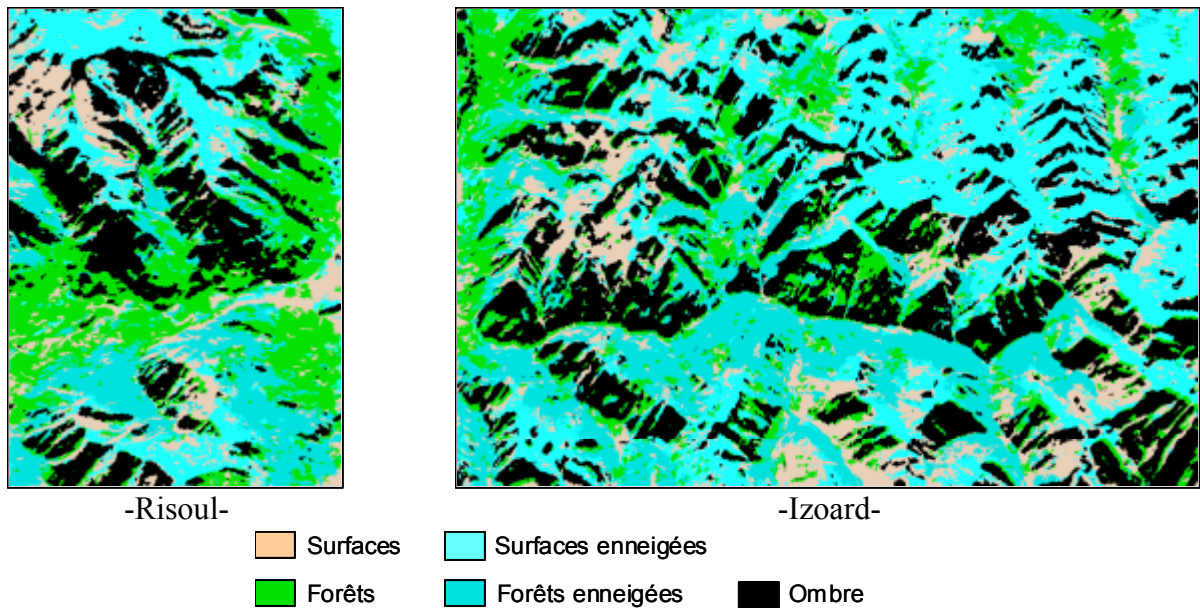 -Risoul-
-Izoard-
Surfaces
Surfaces enneigées
Forêts
Forêts enneigées
Ombre